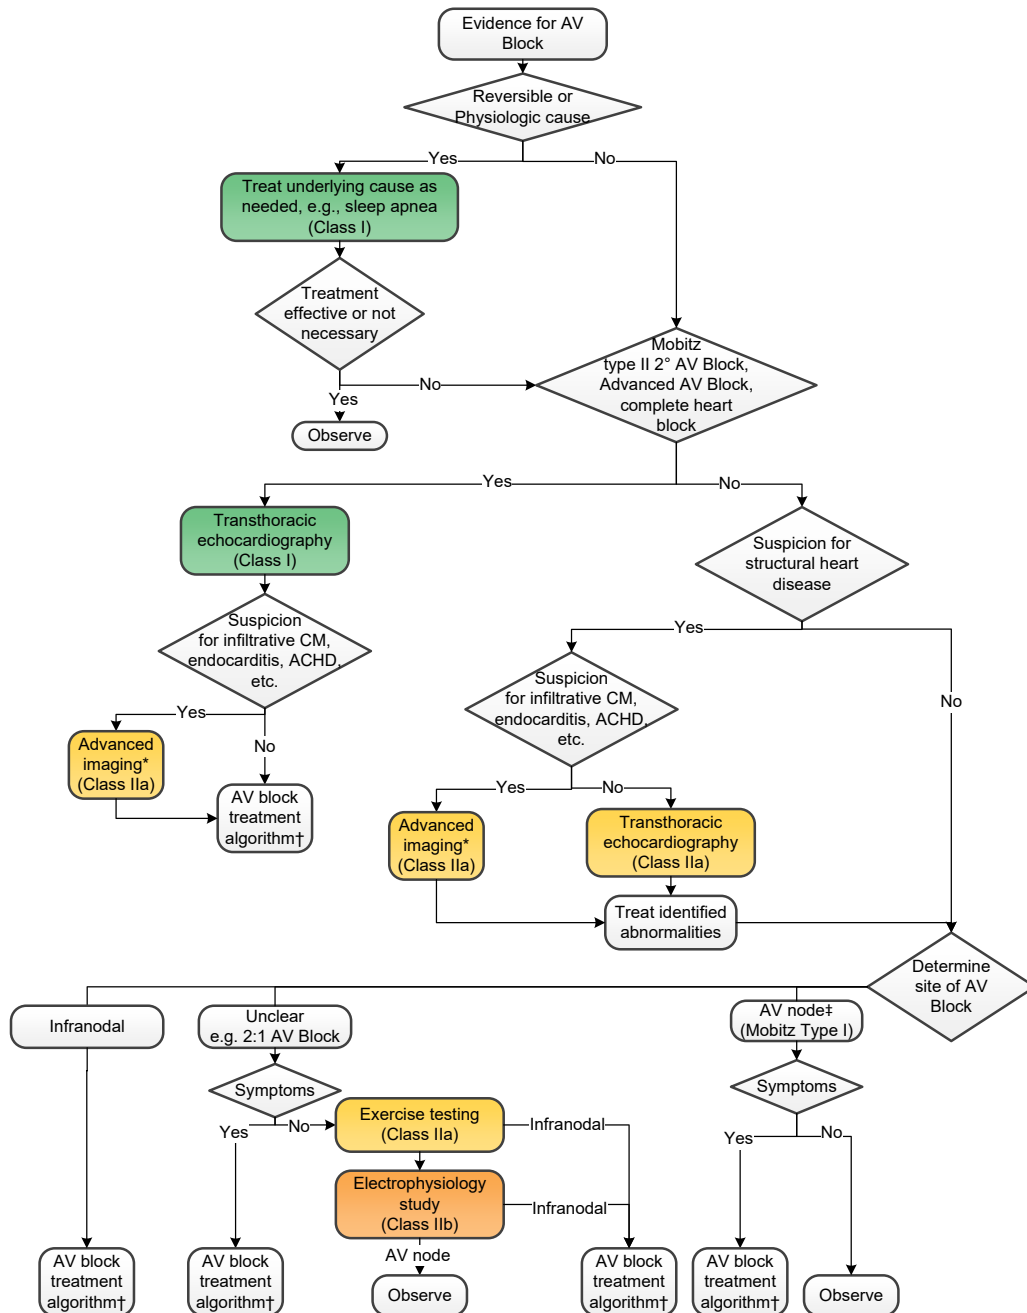 Evidence for AV
Block
Reversible or
Physiologic cause
Yes
No
Treat underlying cause as
needed, e.g., sleep apnea
(Class I)
Treatment
effective or not
necessary
Mobitz
type II 2° AV Block,
Advanced AV Block,
complete heart
block
No
Yes
Observe
Yes
No
Transthoracic
echocardiography
(Class I)
Suspicion for
structural heart
disease
Suspicion
for infiltrative CM,
endocarditis, ACHD,
etc.
Yes
No
Suspicion
for infiltrative CM,
endocarditis, ACHD,
etc.
Yes
No
Advanced
imaging*
(Class IIa)
AV block
treatment
algorithm†
Yes
No
Advanced
imaging*
(Class IIa)
Transthoracic
echocardiography
(Class IIa)
Treat identified
abnormalities
Determine
site of AV
Block
Infranodal
Unclear
e.g. 2:1 AV Block
AV node‡
(Mobitz Type I)
Symptoms
Symptoms
Yes
No
Exercise testing
(Class IIa)
Infranodal
Yes
No
Electrophysiology
study
(Class IIb)
Infranodal
AV node
AV block
treatment
algorithm†
AV block
treatment
algorithm†
Observe
AV block
treatment
algorithm†
AV block
treatment
algorithm†
Observe